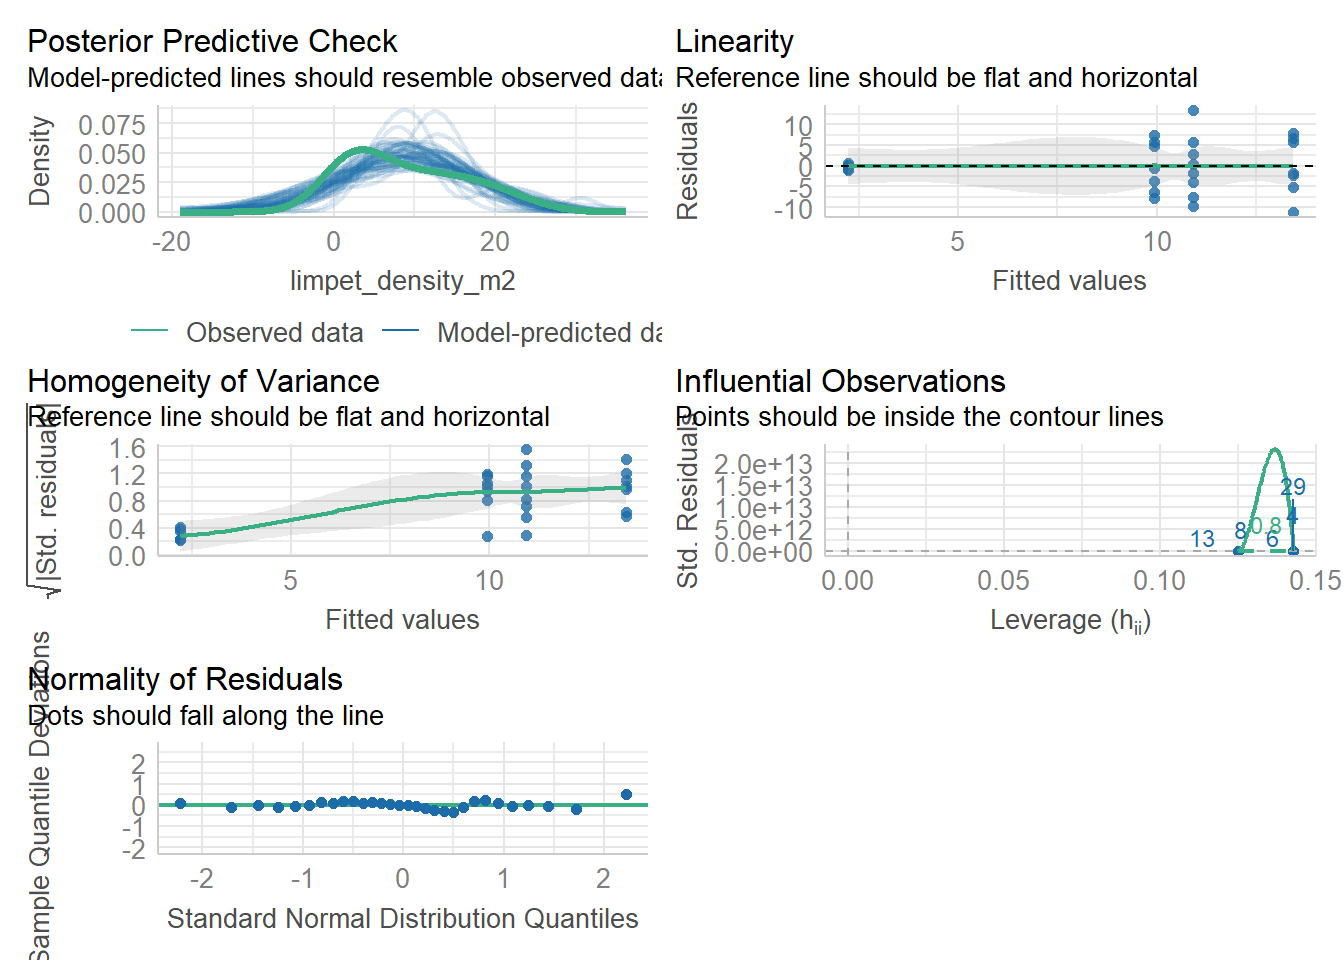 Posterior Predictive Check
Model-predicted lines should resemble observed data
Density
0.075
0.050
0.025
0.000
-20
0
20
limpet_density_m2
Observed data
Model-predicted da
Linearity
Reference line should be flat and horizontal
Residuals
10
5
0
-5
-10
5
10
Fitted values
Homogeneity of Variance
Reference line should be flat and horizontal
√|Std. residuals|
1.6
1.2
0.8
0.4
0.0
5
10
Fitted values
Influential Observations
Points should be inside the contour lines
Std. Residuals
2.0e+13
1.5e+13
1.0e+13
5.0e+12
0.0e+00
29
4
0.8
8
13
6
0.00
0.05
0.10
0.15
Leverage (hii)
Normality of Residuals
Dots should fall along the line
Sample Quantile Deviations
2
1
0
-1
-2
-2
-1
0
1
2
Standard Normal Distribution Quantiles